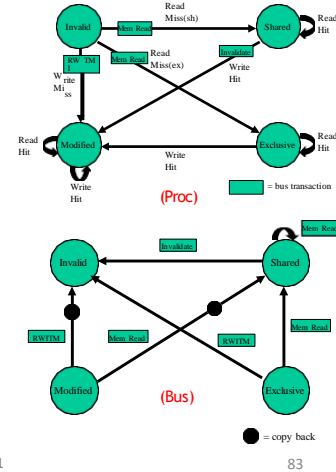 Read
Miss(sh)
Invalid
Mem Read
Shared
Read
Hit
RW TM
I
Mem Read
Read
Miss(ex)
Invalidate
Write
Hit
W rite
Mi
ss
Read
Hit
Modified
Exclusive
Read
Hit
Write
Hit
Write
Hit
(Proc)
= bus transaction
Mem Read
Invalidate
Invalid
Shared
RWITM
Mem Read
RWITM
Mem Read
Modified
(Bus)
Exclusive
= copy back
83